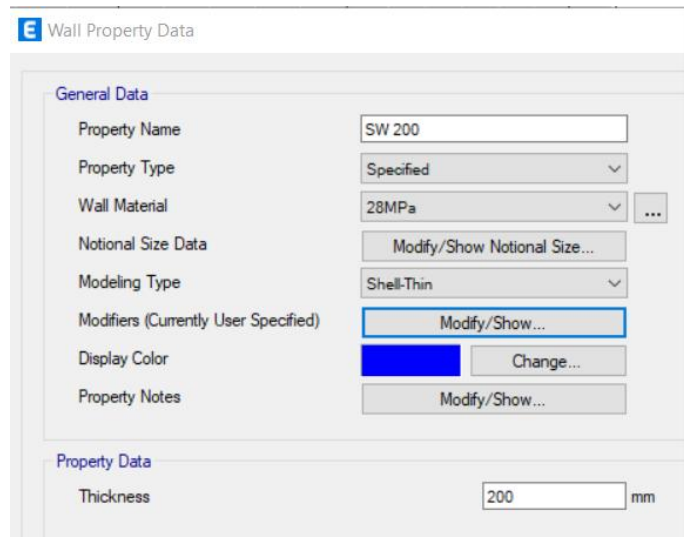 E Wall Property Data
General Data
Property Name SW 200
Property Type Specified
Wall Material 28MPa ...
Notional Size Data Modify/Show Notional Size...
Modeling Type Shell-Thin
Modifiers (Currently User Specified) Modify/Show...
Display Color Change...
Property Notes Modify/Show...
Property Data
Thickness 200 mm